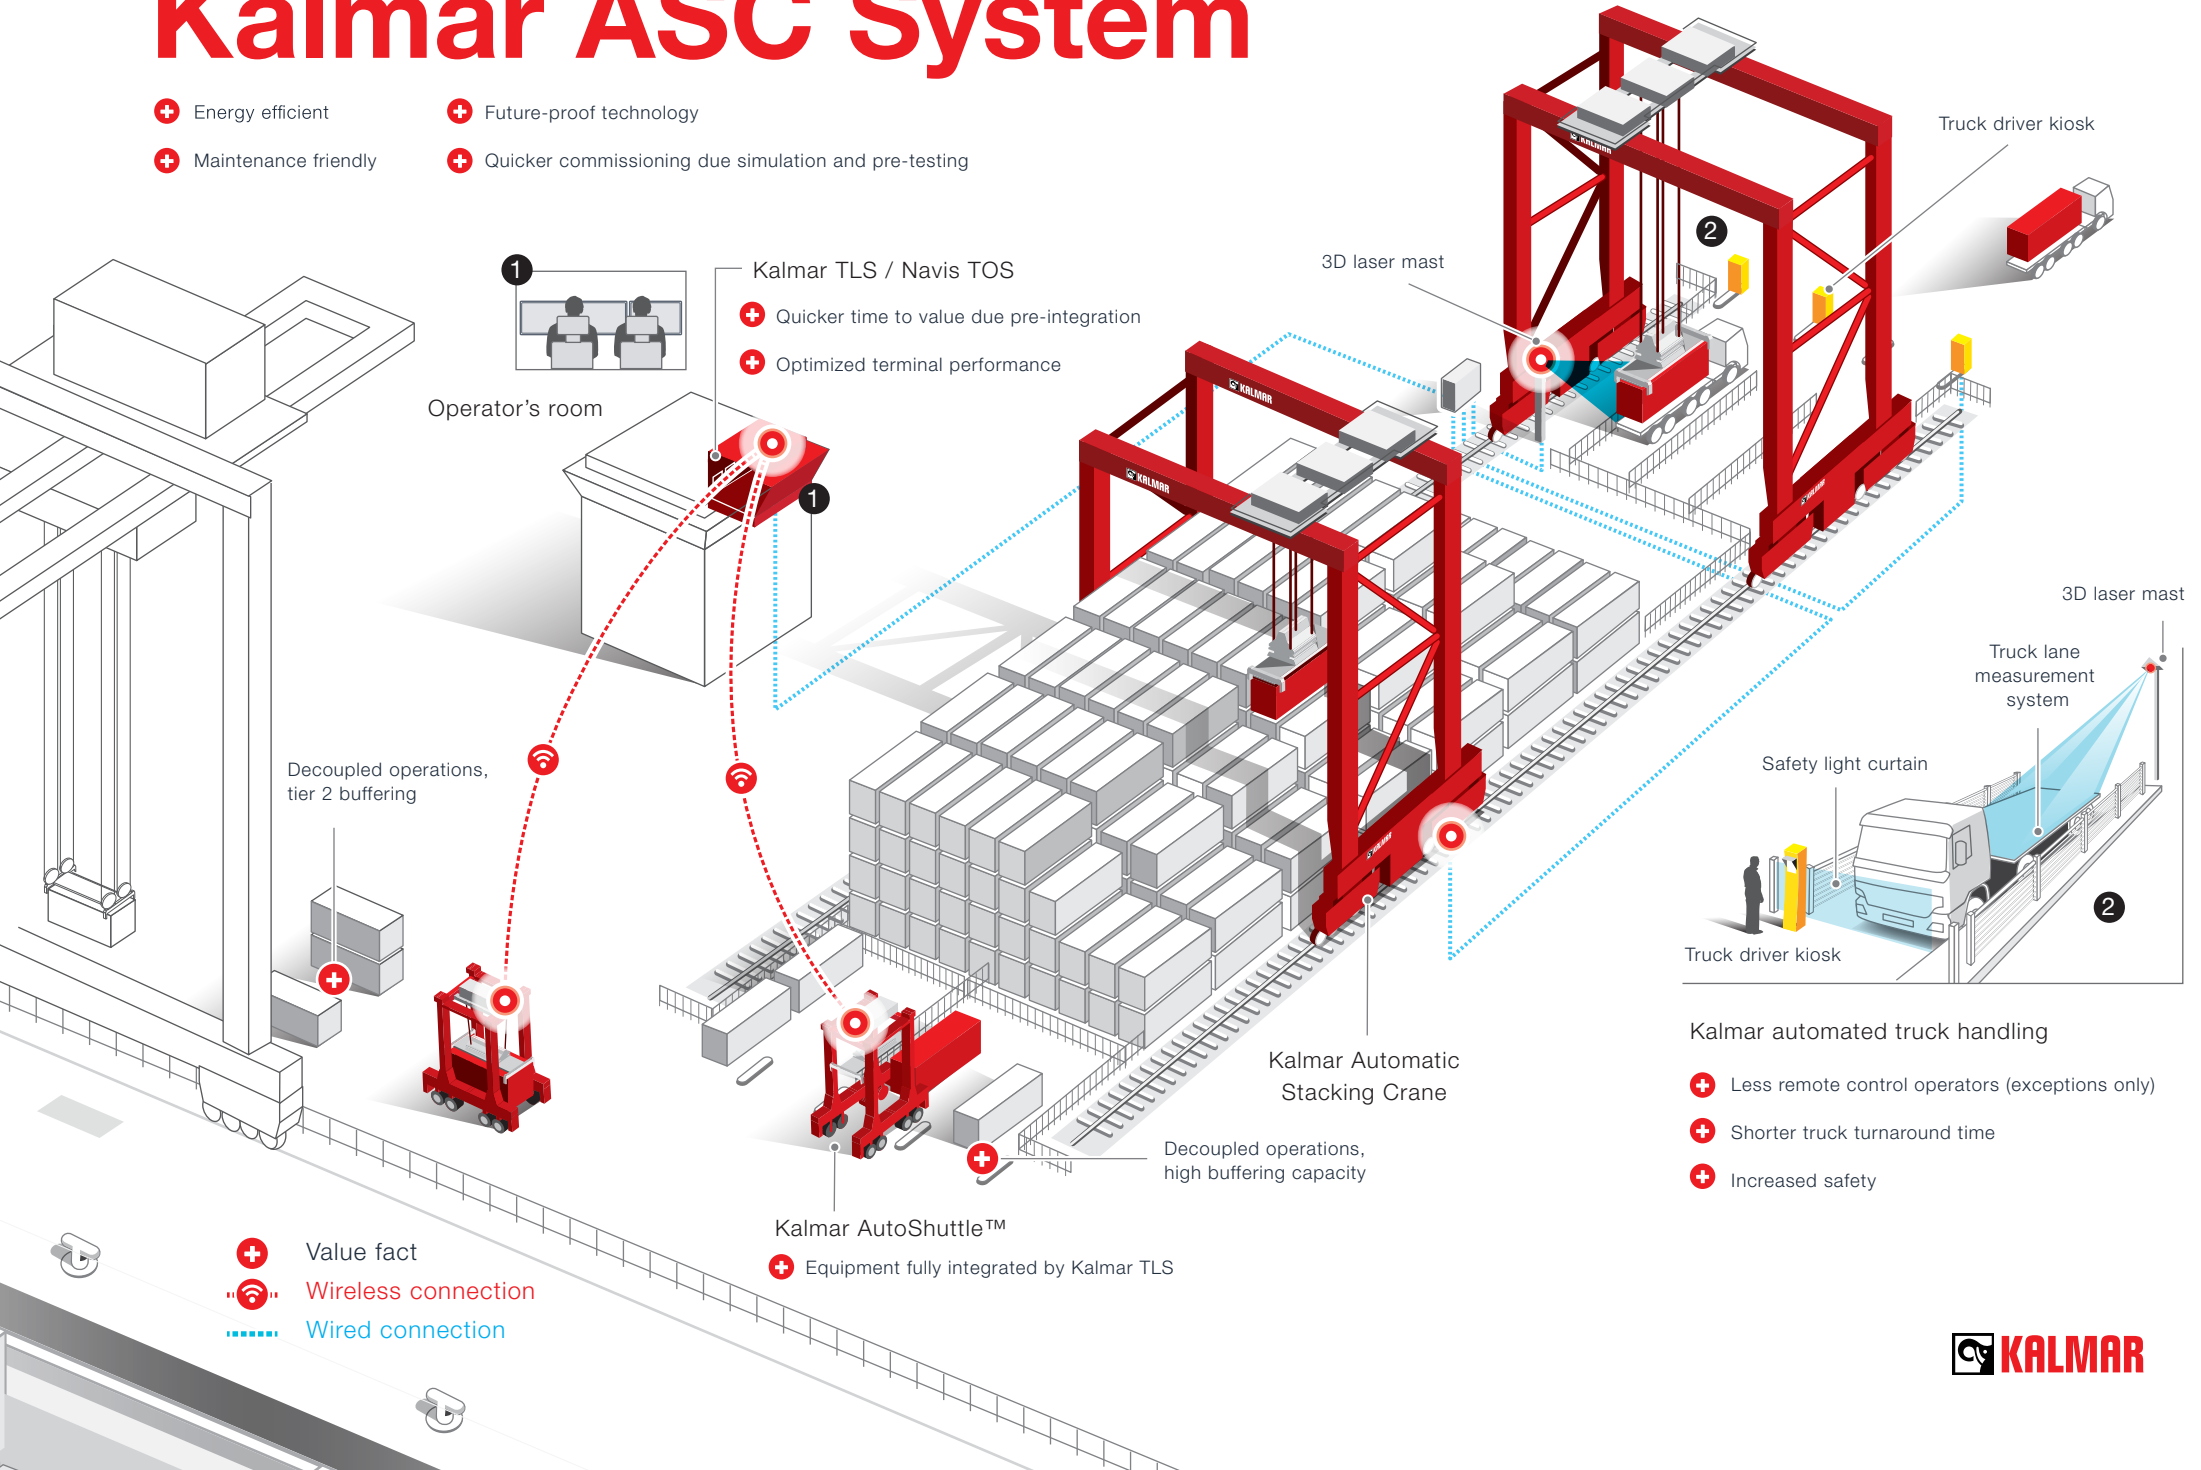 Kalmar ASC System
Energy efficient
Future-proof technology
Maintenance friendly
Quicker commissioning due simulation and pre-testing
1
Kalmar TLS / Navis TOS
Quicker time to value due pre-integration
Optimized terminal performance
Operator's room
1
3D laser mast
2
Truck driver kiosk
KALMAR
KALMAR
KALMAR
KALMAR
KALMAR
Decoupled operations,
tier 2 buffering
3D laser mast
Truck lane
measurement
system
Safety light curtain
2
Truck driver kiosk
Kalmar automated truck handling
Less remote control operators (exceptions only)
Shorter truck turnaround time
Increased safety
Kalmar Automatic
Stacking Crane
Decoupled operations,
high buffering capacity
Kalmar AutoShuttle™
Equipment fully integrated by Kalmar TLS
Value fact
Wireless connection
Wired connection
KALMAR